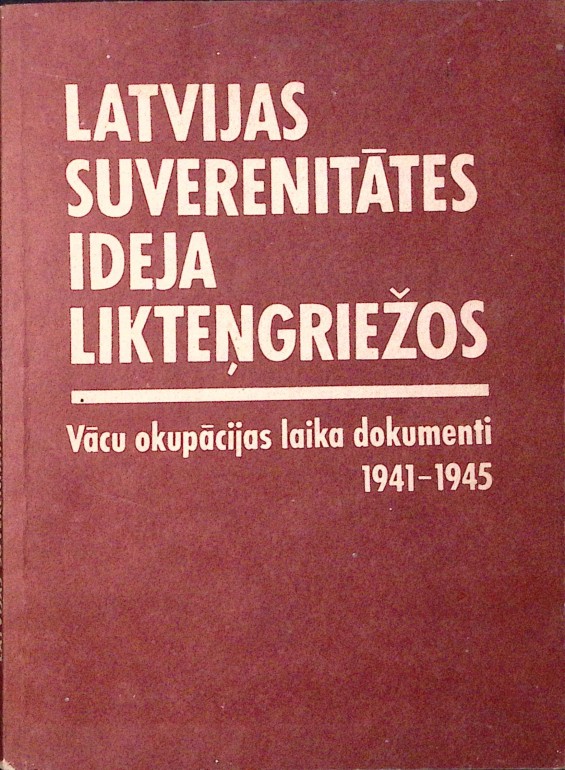 LATVIJAS
SUVERENITĀTES
IDEJA
LIKTEŅGRIEŽOS
Vācu okupācijas laika dokumenti
1941–1945